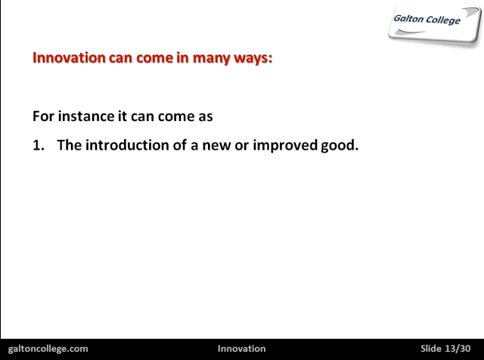 Galton College
Innovation can come in many ways:
For instance it can come as
1. The introduction of a new or improved good.
galtoncollege.com Innovation Slide 13/30